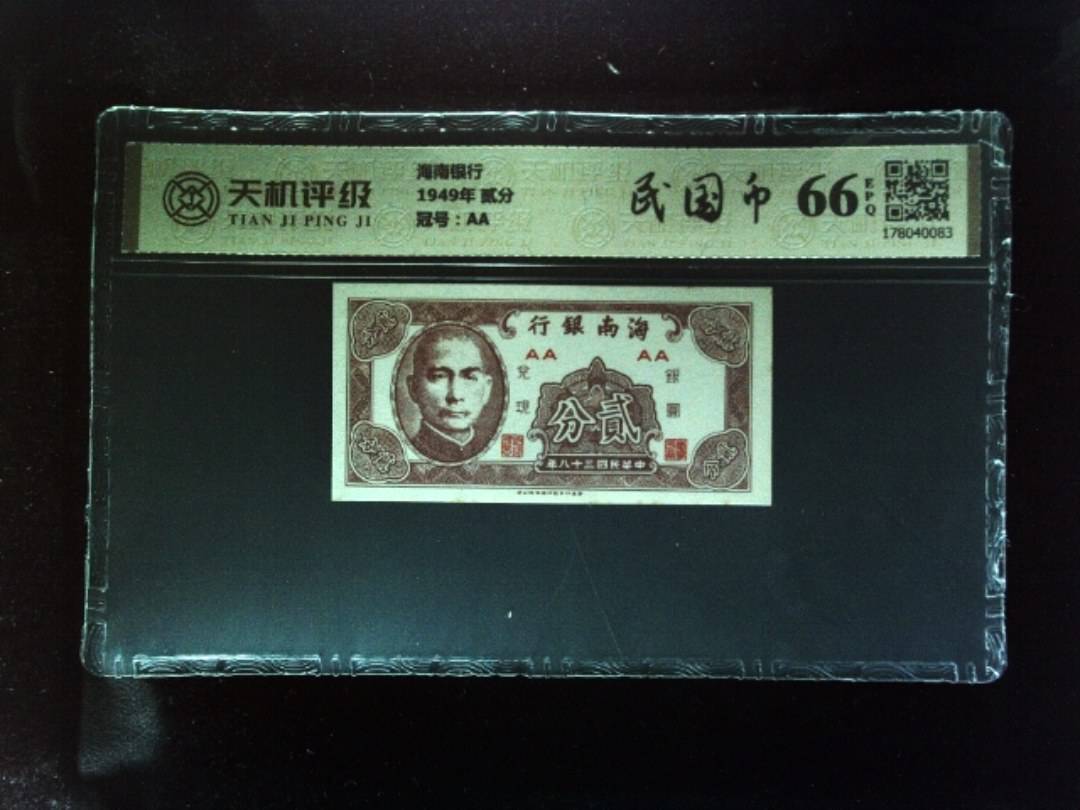 天机评级
TIAN JI PING JI
海南银行
1949年 贰分
冠号：AA
民国币
66
EPQ
178040083
行銀南海
AA AA
兌現
銀圓
分貳
年八十三國民華中